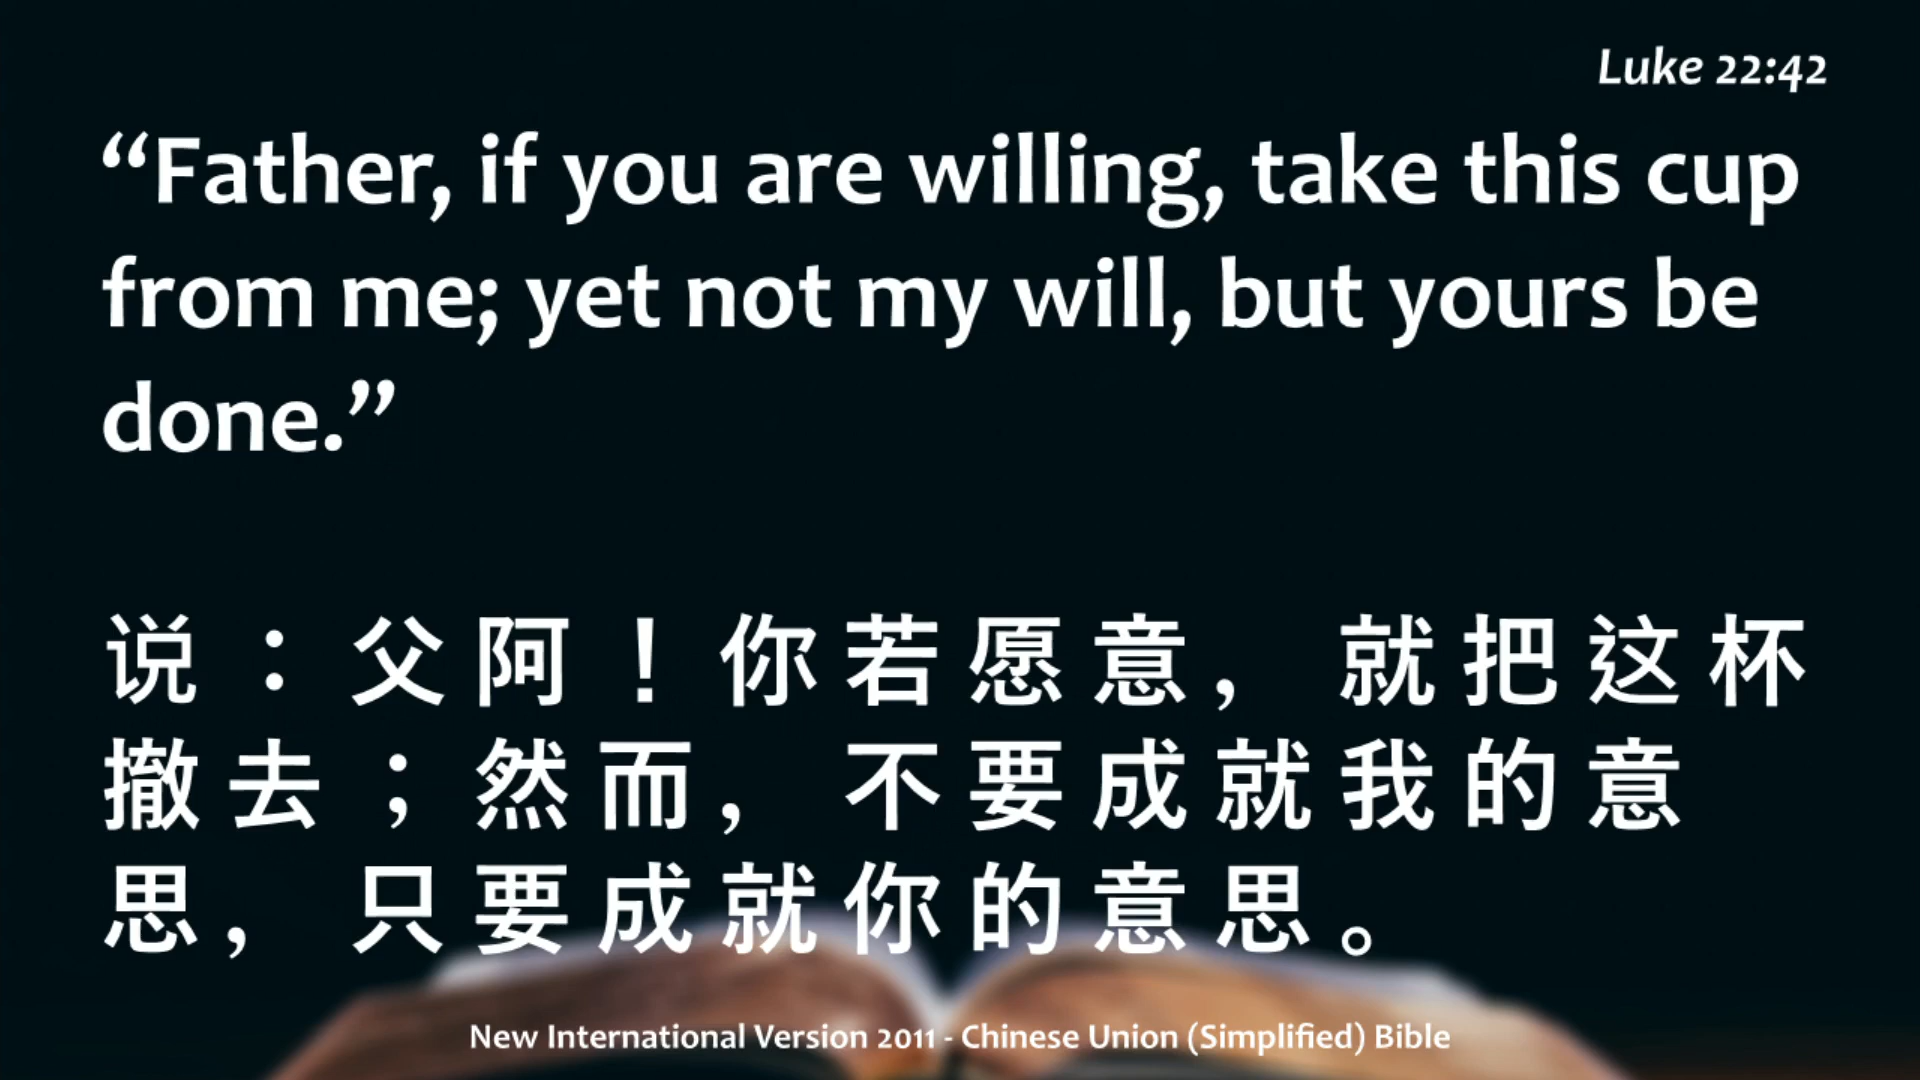 Luke 22:42
“Father, if you are willing, take this cup
from me; yet not my will, but yours be
done.”
说 ：父 阿 ！你 若 愿 意 ， 就 把 这 杯
撤 去 ；然 而 ， 不 要 成 就 我 的 意
思 ， 只 要 成 就 你 的 意 思 。
New International Version 2011 - Chinese Union (Simplified) Bible